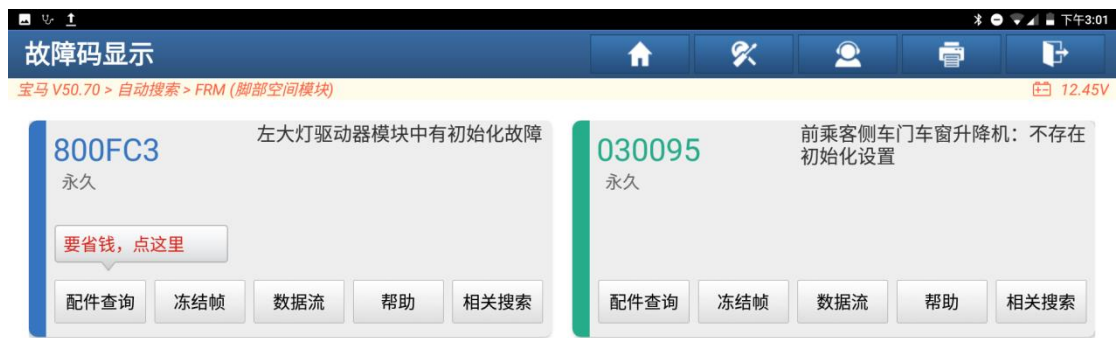 下午3:01
故障码显示
宝马 V50.70 > 自动搜索 > FRM (脚部空间模块)
12.45V
800FC3
左大灯驱动器模块中有初始化故障
永久
要省钱，点这里
配件查询
冻结帧
数据流
帮助
相关搜索
030095
前乘客侧车门车窗升降机：不存在
初始化设置
永久
配件查询
冻结帧
数据流
帮助
相关搜索